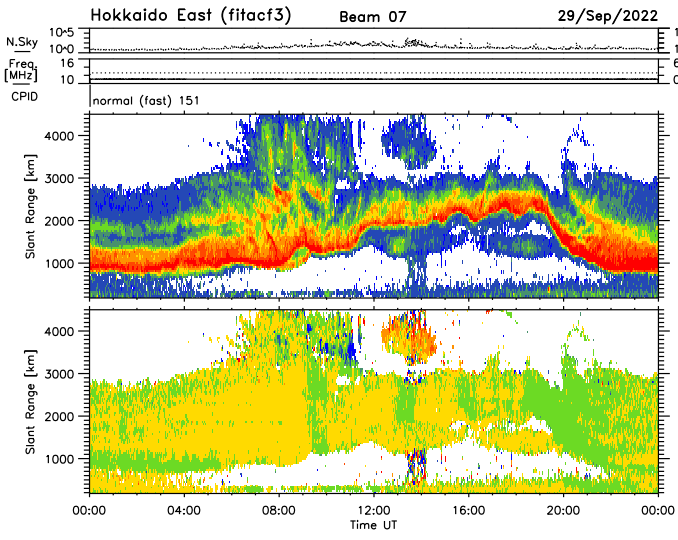 Hokkaido East (fitacf3) Beam 07 29/Sep/2022
N.Sky 10^5 10^0
Freq. [MHz] 16 10
CPID normal (fast) 151
Slant Range [km] 4000 3000 2000 1000
Slant Range [km] 4000 3000 2000 1000
00:00 04:00 08:00 12:00 16:00 20:00 00:00
Time UT